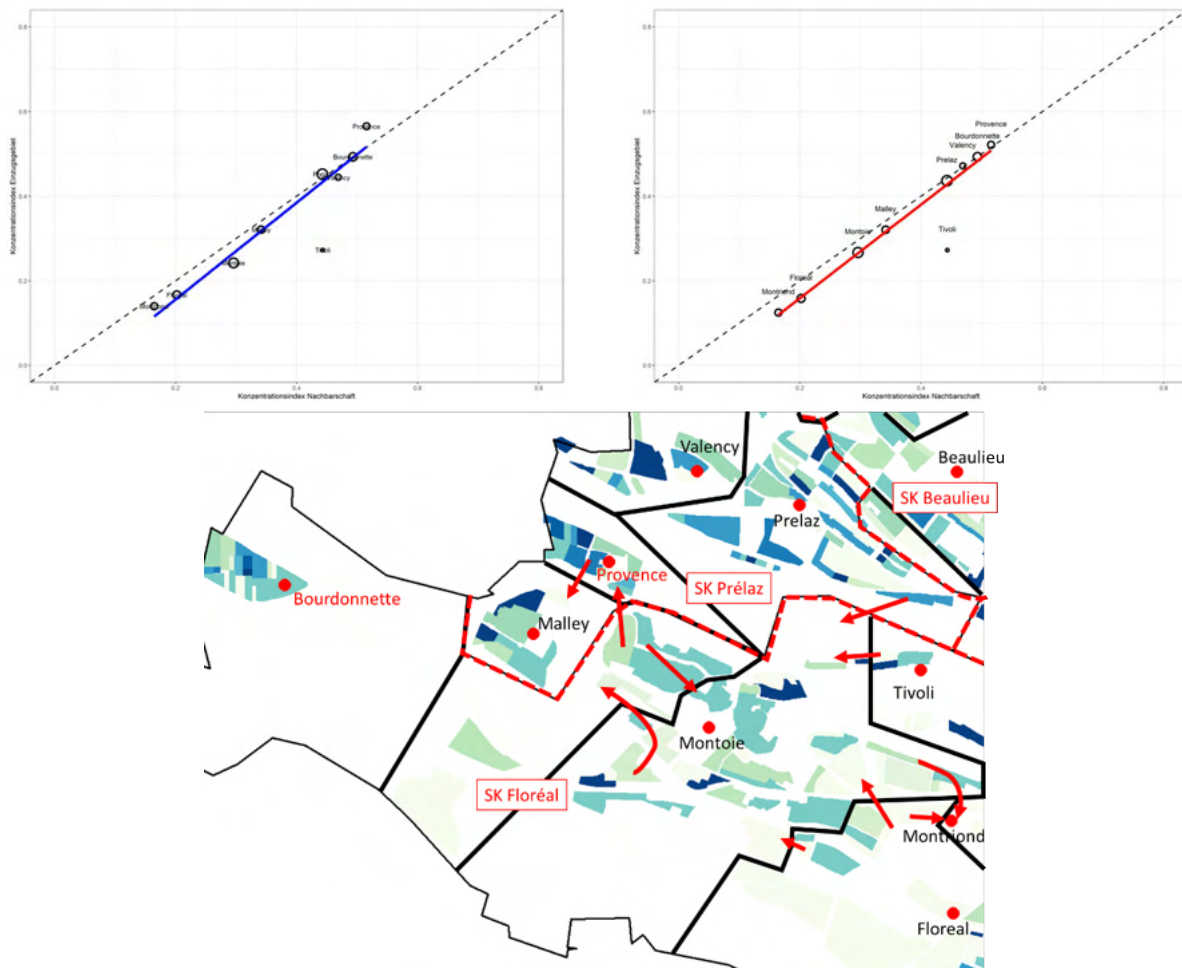 0.8
0.6
0.4
0.2
0.0
Konzentrationsindex Einzugsgebiet
Provence
Bourdonnette
Malley
Tivoli
0.0 0.2 0.4 0.6 0.8
Konzentrationsindex Nachbarschaft
0.8
0.6
0.4
0.2
0.0
Konzentrationsindex Einzugsgebiet
Provence
Bourdonnette
Valency
Prelaz
Malley
Montoie
Tivoli
Floreal
Montriond
0.0 0.2 0.4 0.6 0.8
Konzentrationsindex Nachbarschaft
Valency
Beaulieu
SK Beaulieu
Prelaz
Provence
SK Prélaz
Bourdonnette
Malley
Tivoli
Montoie
SK Floréal
Montriond
Floreal